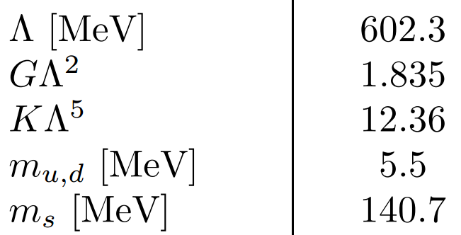 Λ [MeV] 602.3
GΛ² 1.835
KΛ⁵ 12.36
m_{u,d} [MeV] 5.5
m_s [MeV] 140.7